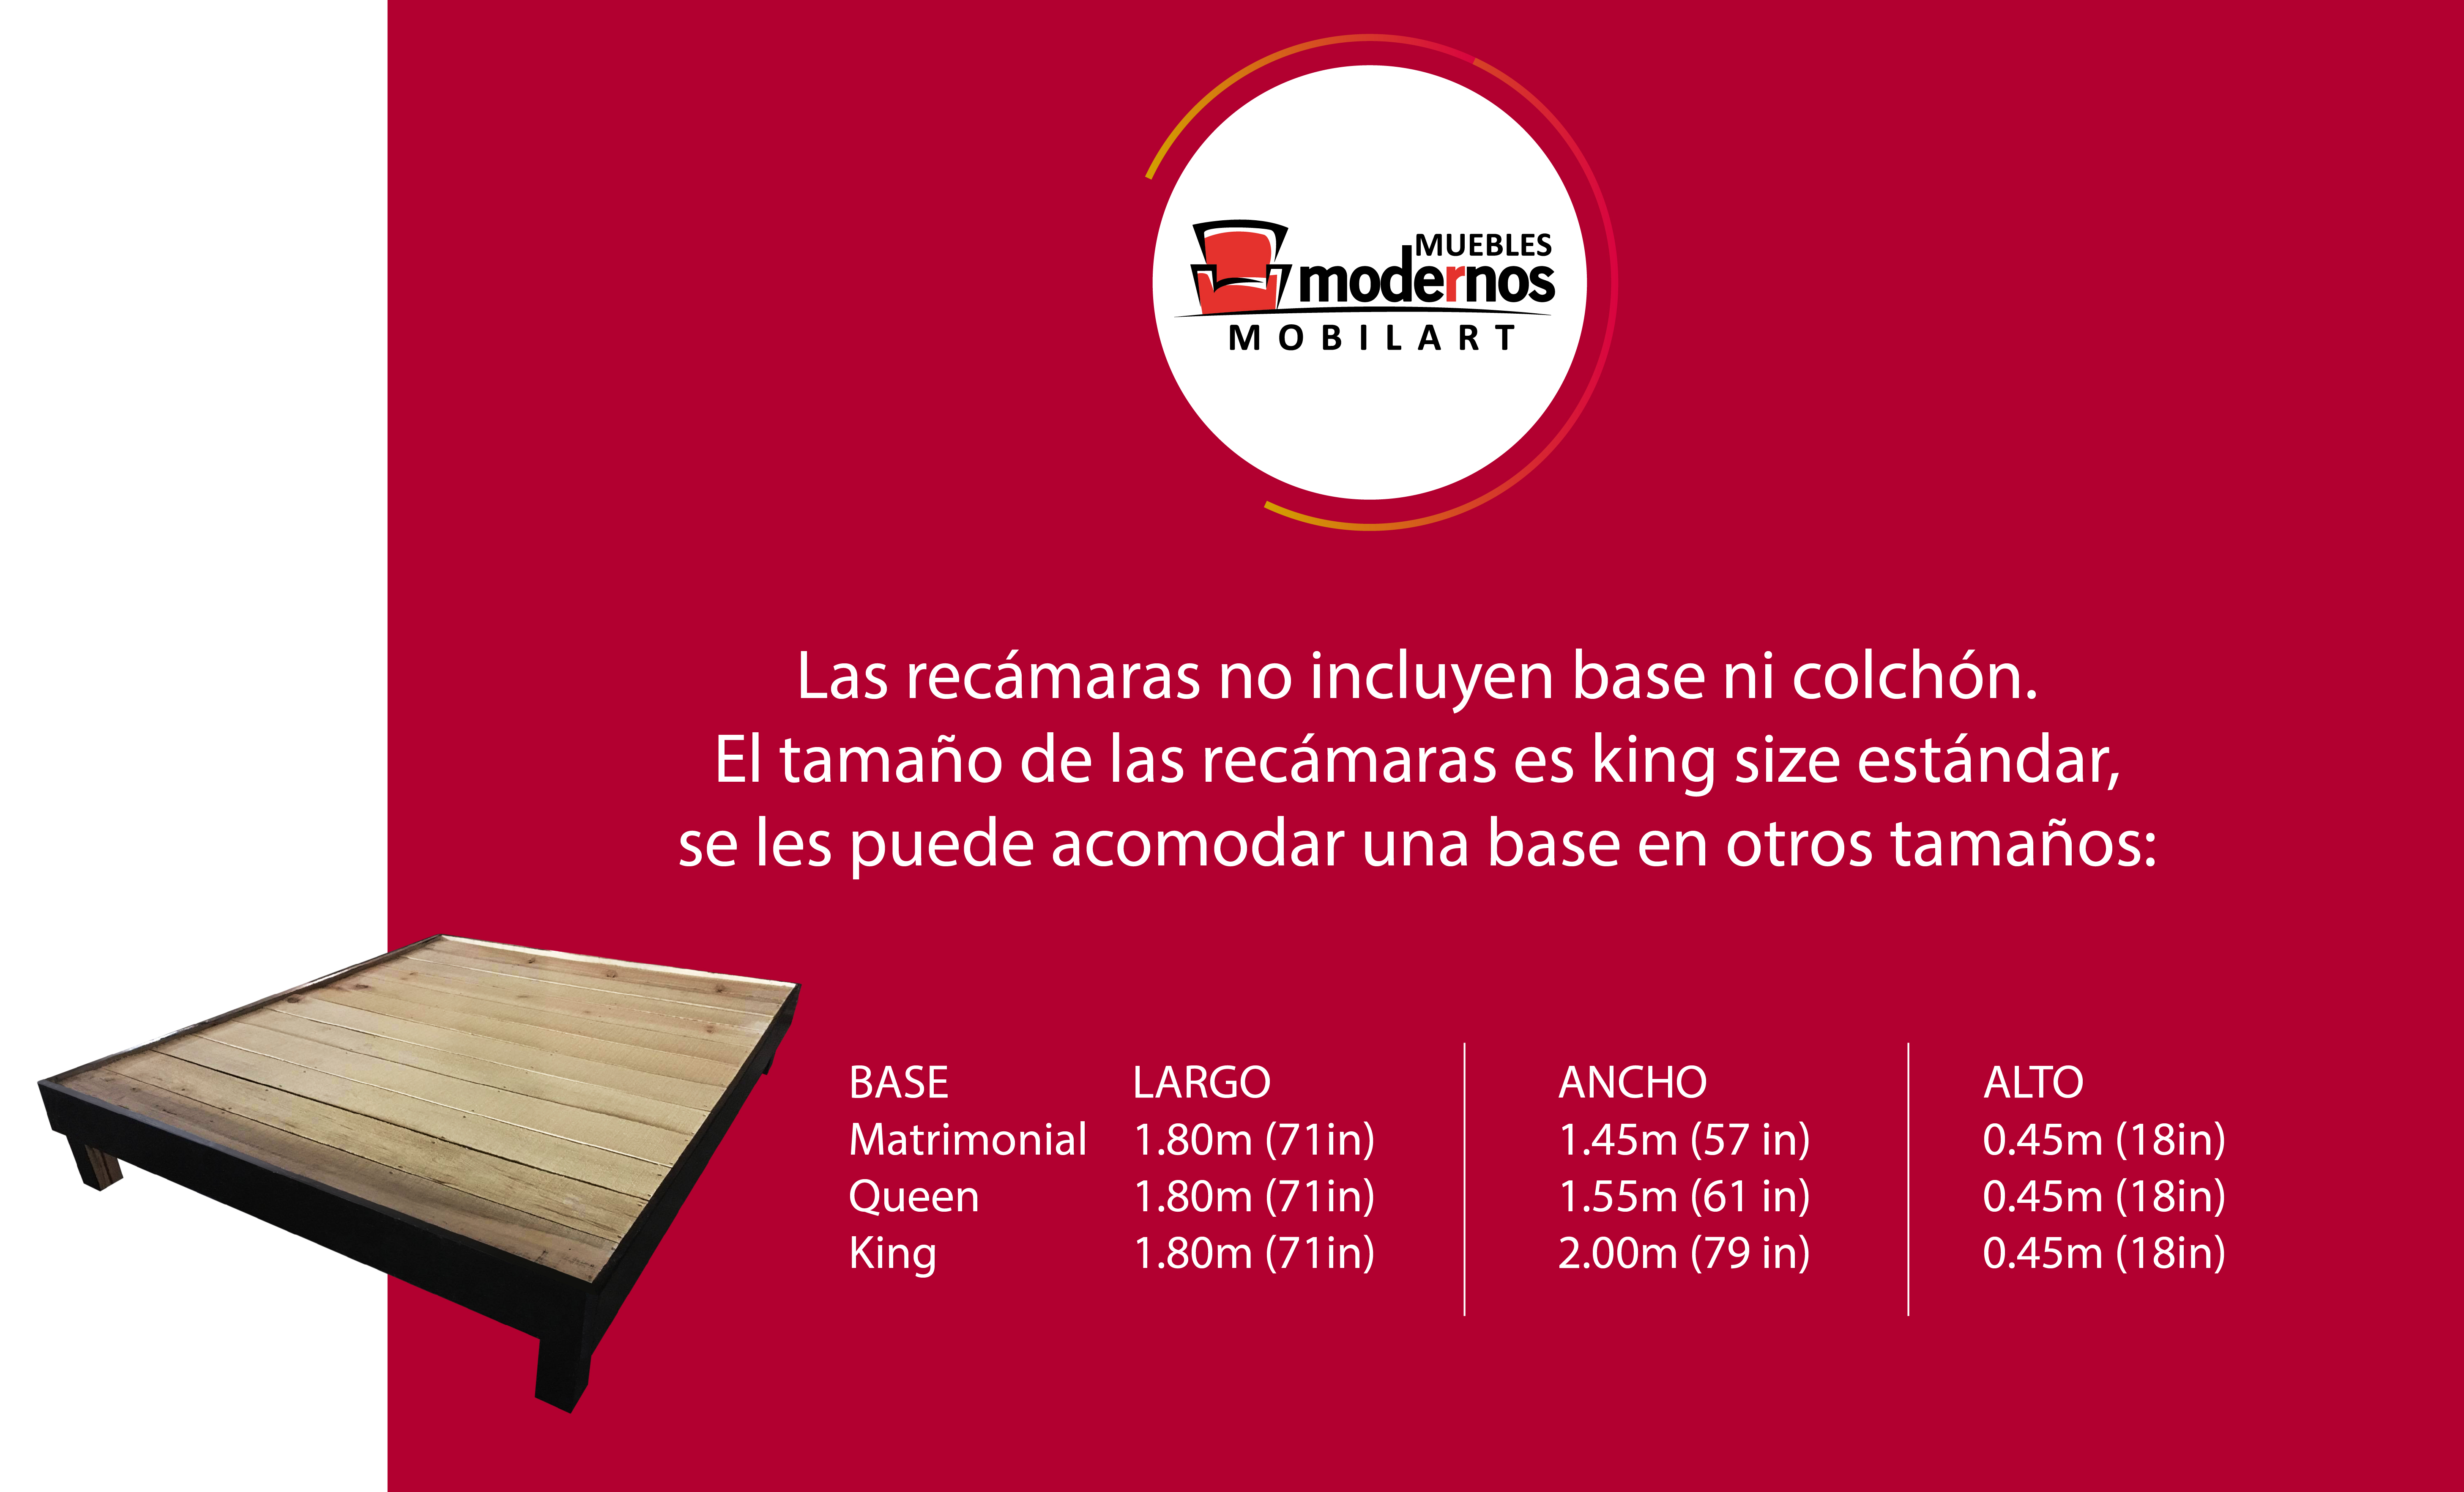 MUEBLES
modernos
MOBILART
Las recámaras no incluyen base ni colchón.
El tamaño de las recámaras es king size estándar,
se les puede acomodar una base en otros tamaños:
BASE LARGO ANCHO ALTO
Matrimonial 1.80m (71in) 1.45m (57 in) 0.45m (18in)
Queen 1.80m (71in) 1.55m (61 in) 0.45m (18in)
King 1.80m (71in) 2.00m (79 in) 0.45m (18in)